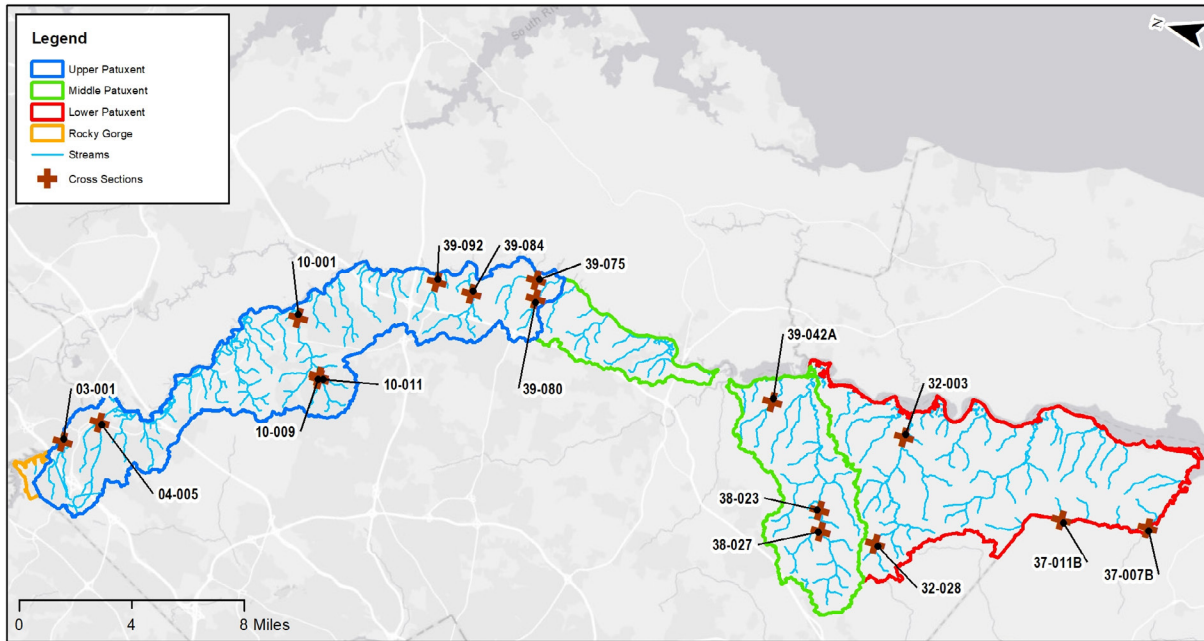 South Riv
N
Legend
Upper Patuxent
Middle Patuxent
Lower Patuxent
Rocky Gorge
Streams
Cross Sections
39-092
39-084
39-075
10-001
39-042A
39-080
32-003
03-001
10-011
10-009
04-005
38-023
38-027
37-011B
37-007B
32-028
0 4 8 Miles